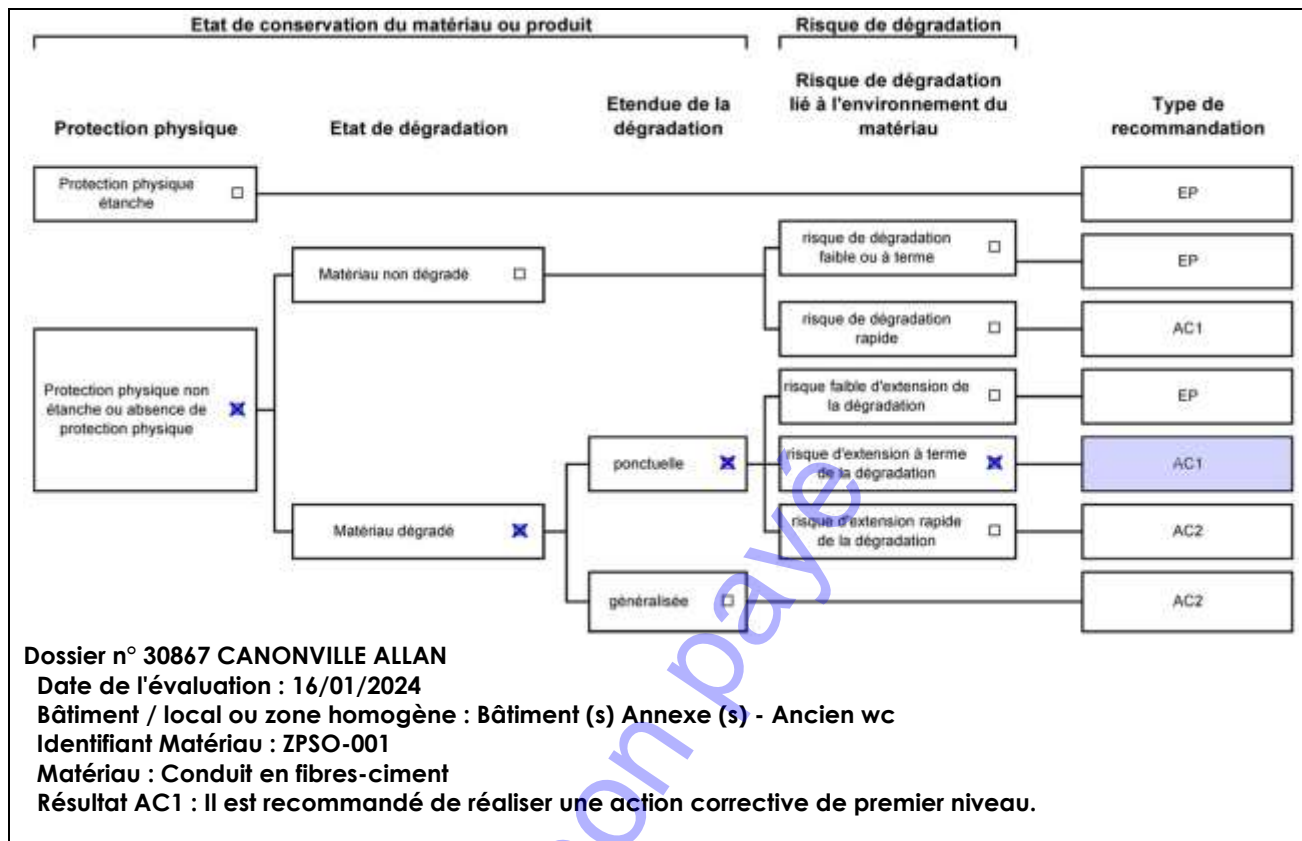 Etat de conservation du matériau ou produit
Risque de dégradation
Protection physique
Etat de dégradation
Etendue de la
dégradation
Risque de dégradation
lié à l'environnement du
matériau
Type de
recommandation
Protection physique
étanche
EP
Matériau non dégradé
risque de dégradation
faible ou à terme
EP
risque de dégradation
rapide
AC1
Protection physique non
étanche ou absence de
protection physique
risque faible d'extension de
la dégradation
EP
ponctuelle
risque d'extension à terme
de la dégradation
AC1
Matériau dégradé
risque d'extension rapide
de la dégradation
AC2
généralisée
AC2
Dossier n° 30867 CANONVILLE ALLAN
Date de l'évaluation : 16/01/2024
Bâtiment / local ou zone homogène : Bâtiment (s) Annexe (s) - Ancien wc
Identifiant Matériau : ZPSO-001
Matériau : Conduit en fibres-ciment
Résultat AC1 : Il est recommandé de réaliser une action corrective de premier niveau.
on payé